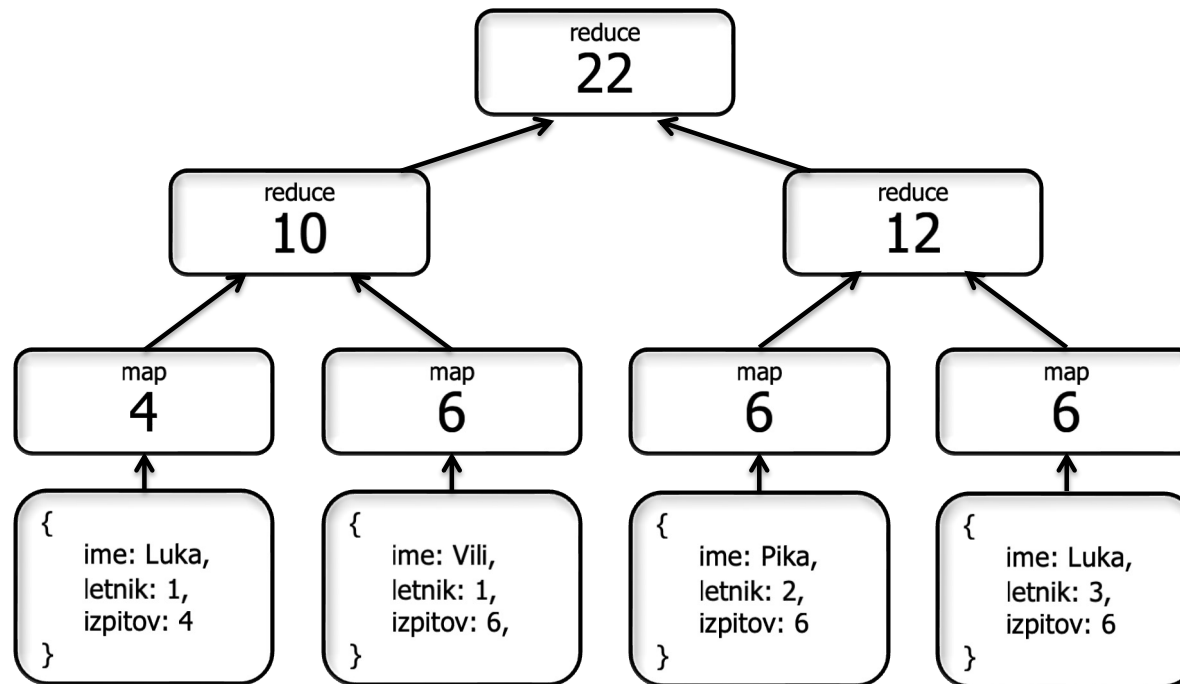 reduce
22
reduce
10
reduce
12
map
4
map
6
map
6
map
6
{
ime: Luka,
letnik: 1,
izpitov: 4
}
{
ime: Vili,
letnik: 1,
izpitov: 6,
}
{
ime: Pika,
letnik: 2,
izpitov: 6
}
{
ime: Luka,
letnik: 3,
izpitov: 6
}